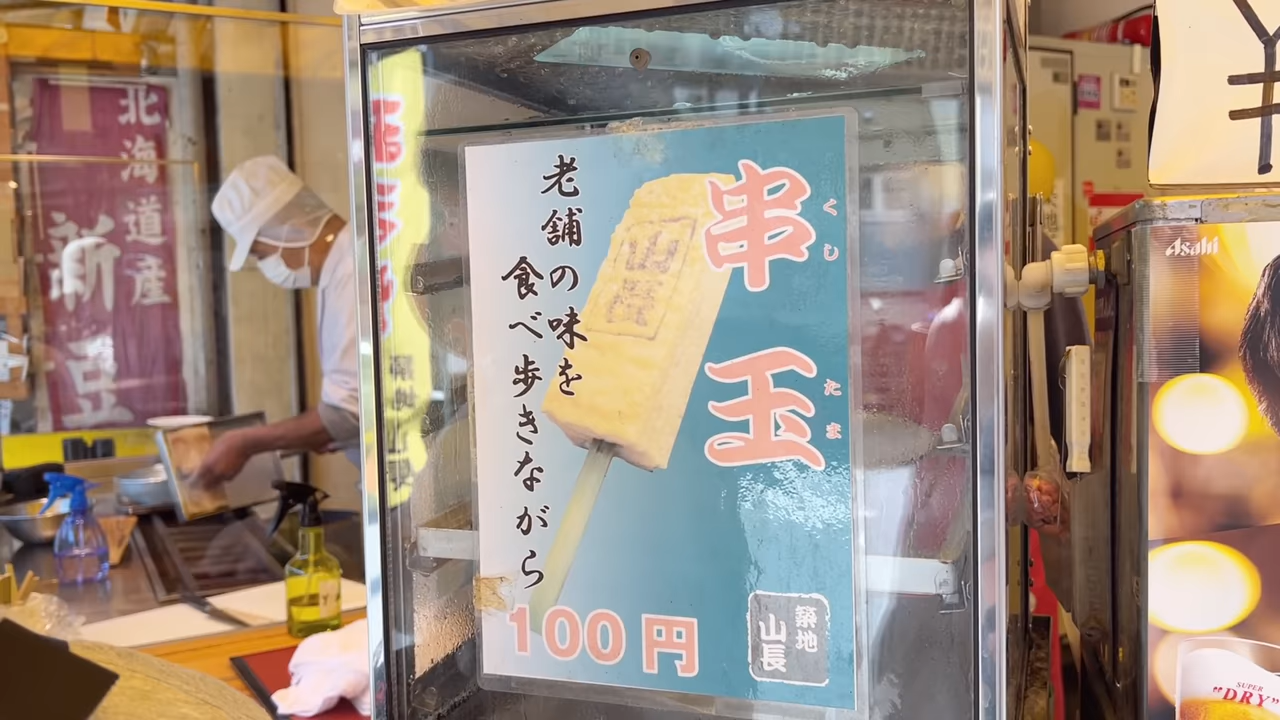 北海道産
新豆
串玉
くし
たま
老舗の味を
食べ歩きながら
山長
100円
築地
山長
¥
Asahi
SUPER
"DRY"